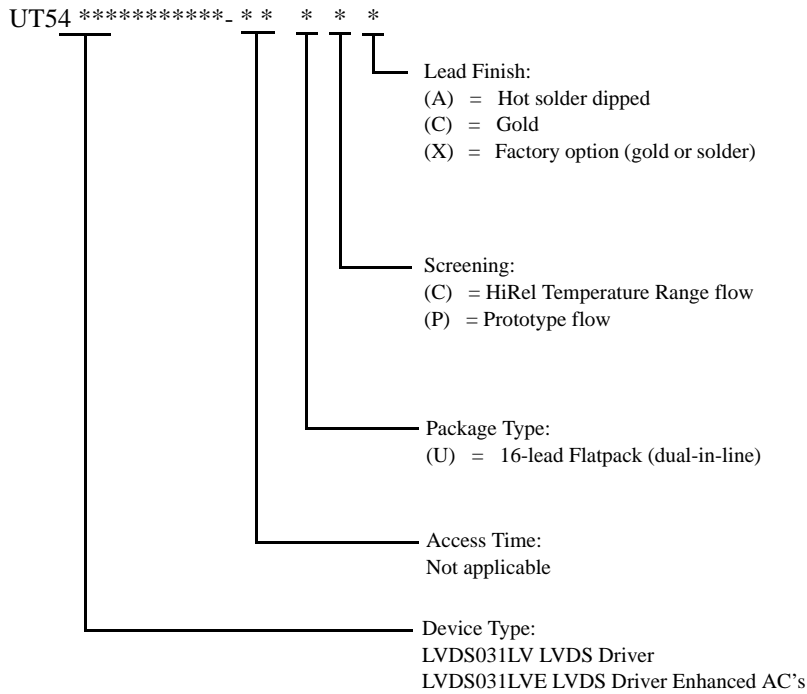 UT54 ***********- * * * * *
Lead Finish:
(A) = Hot solder dipped
(C) = Gold
(X) = Factory option (gold or solder)
Screening:
(C) = HiRel Temperature Range flow
(P) = Prototype flow
Package Type:
(U) = 16-lead Flatpack (dual-in-line)
Access Time:
Not applicable
Device Type:
LVDS031LV LVDS Driver
LVDS031LVE LVDS Driver Enhanced AC's